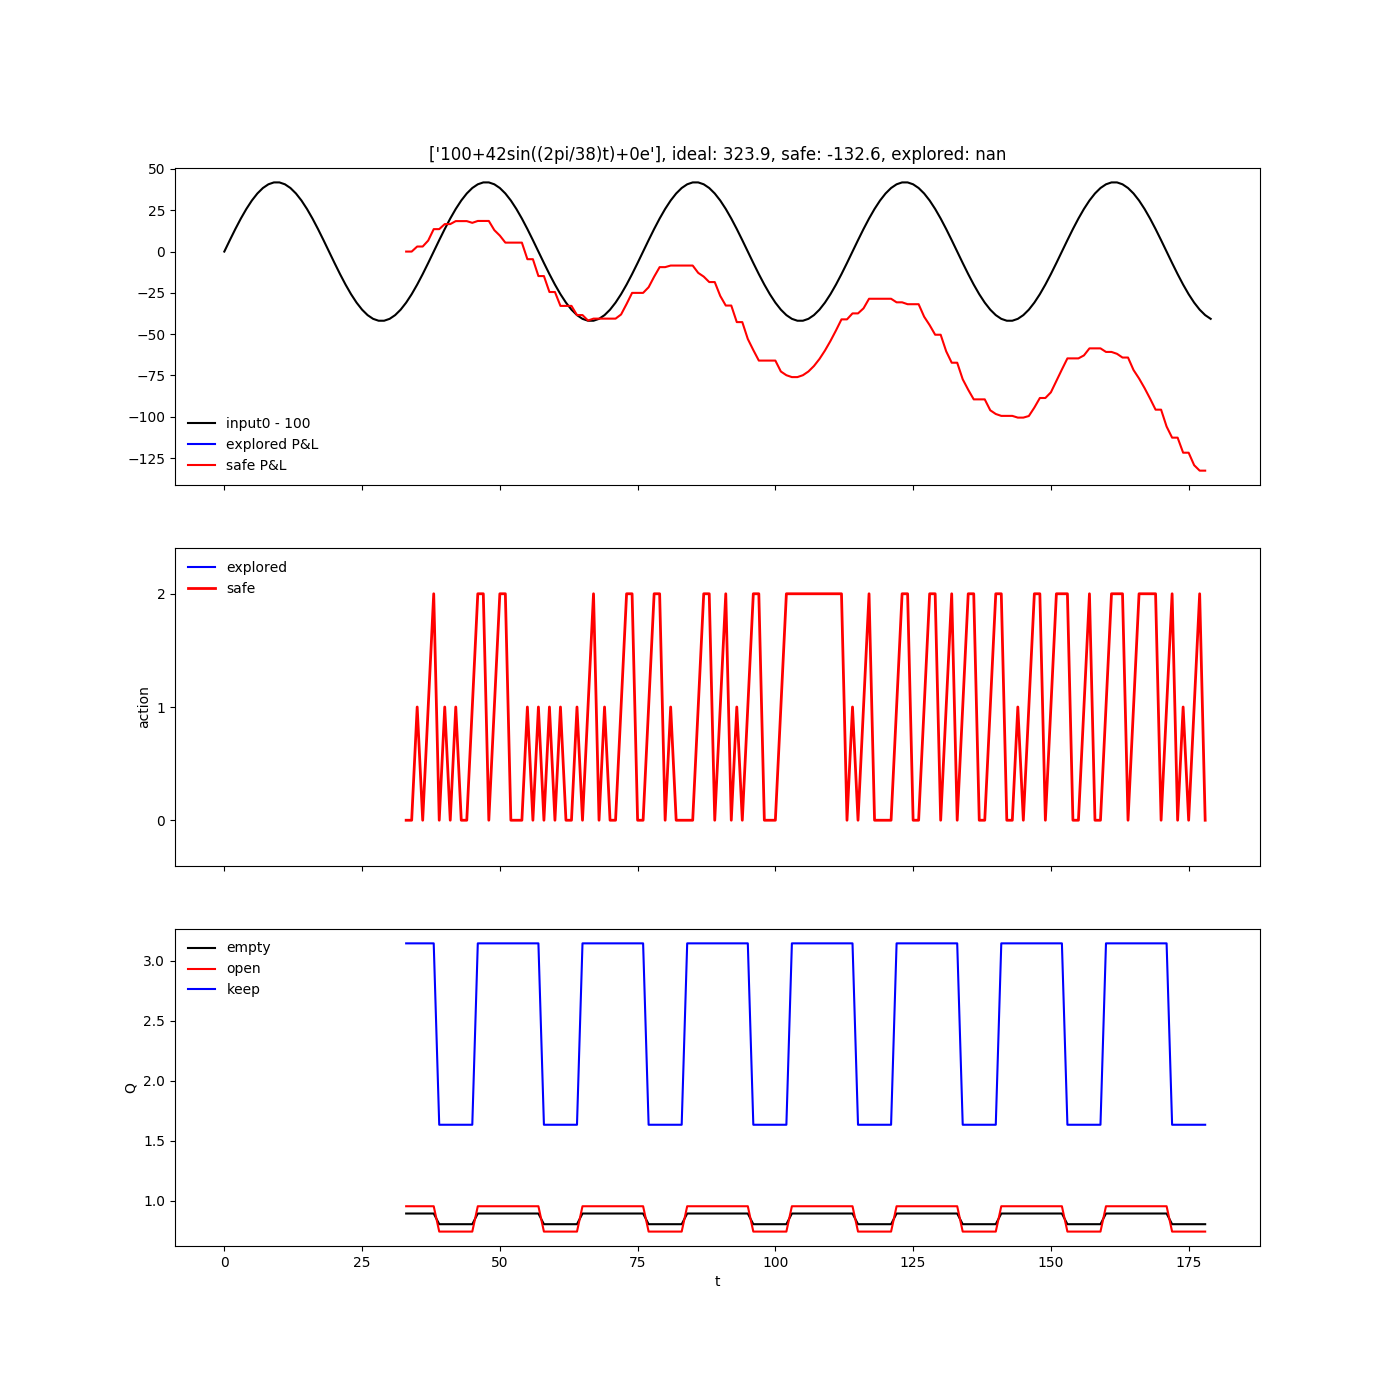 ['100+42sin((2pi/38)t)+0e'], ideal: 323.9, safe: -132.6, explored: nan
50
25
0
−25
−50
−75
−100
−125
input0 - 100
explored P&L
safe P&L
explored
safe
2
1
0
action
empty
open
keep
3.0
2.5
2.0
1.5
1.0
Q
0 25 50 75 100 125 150 175
t